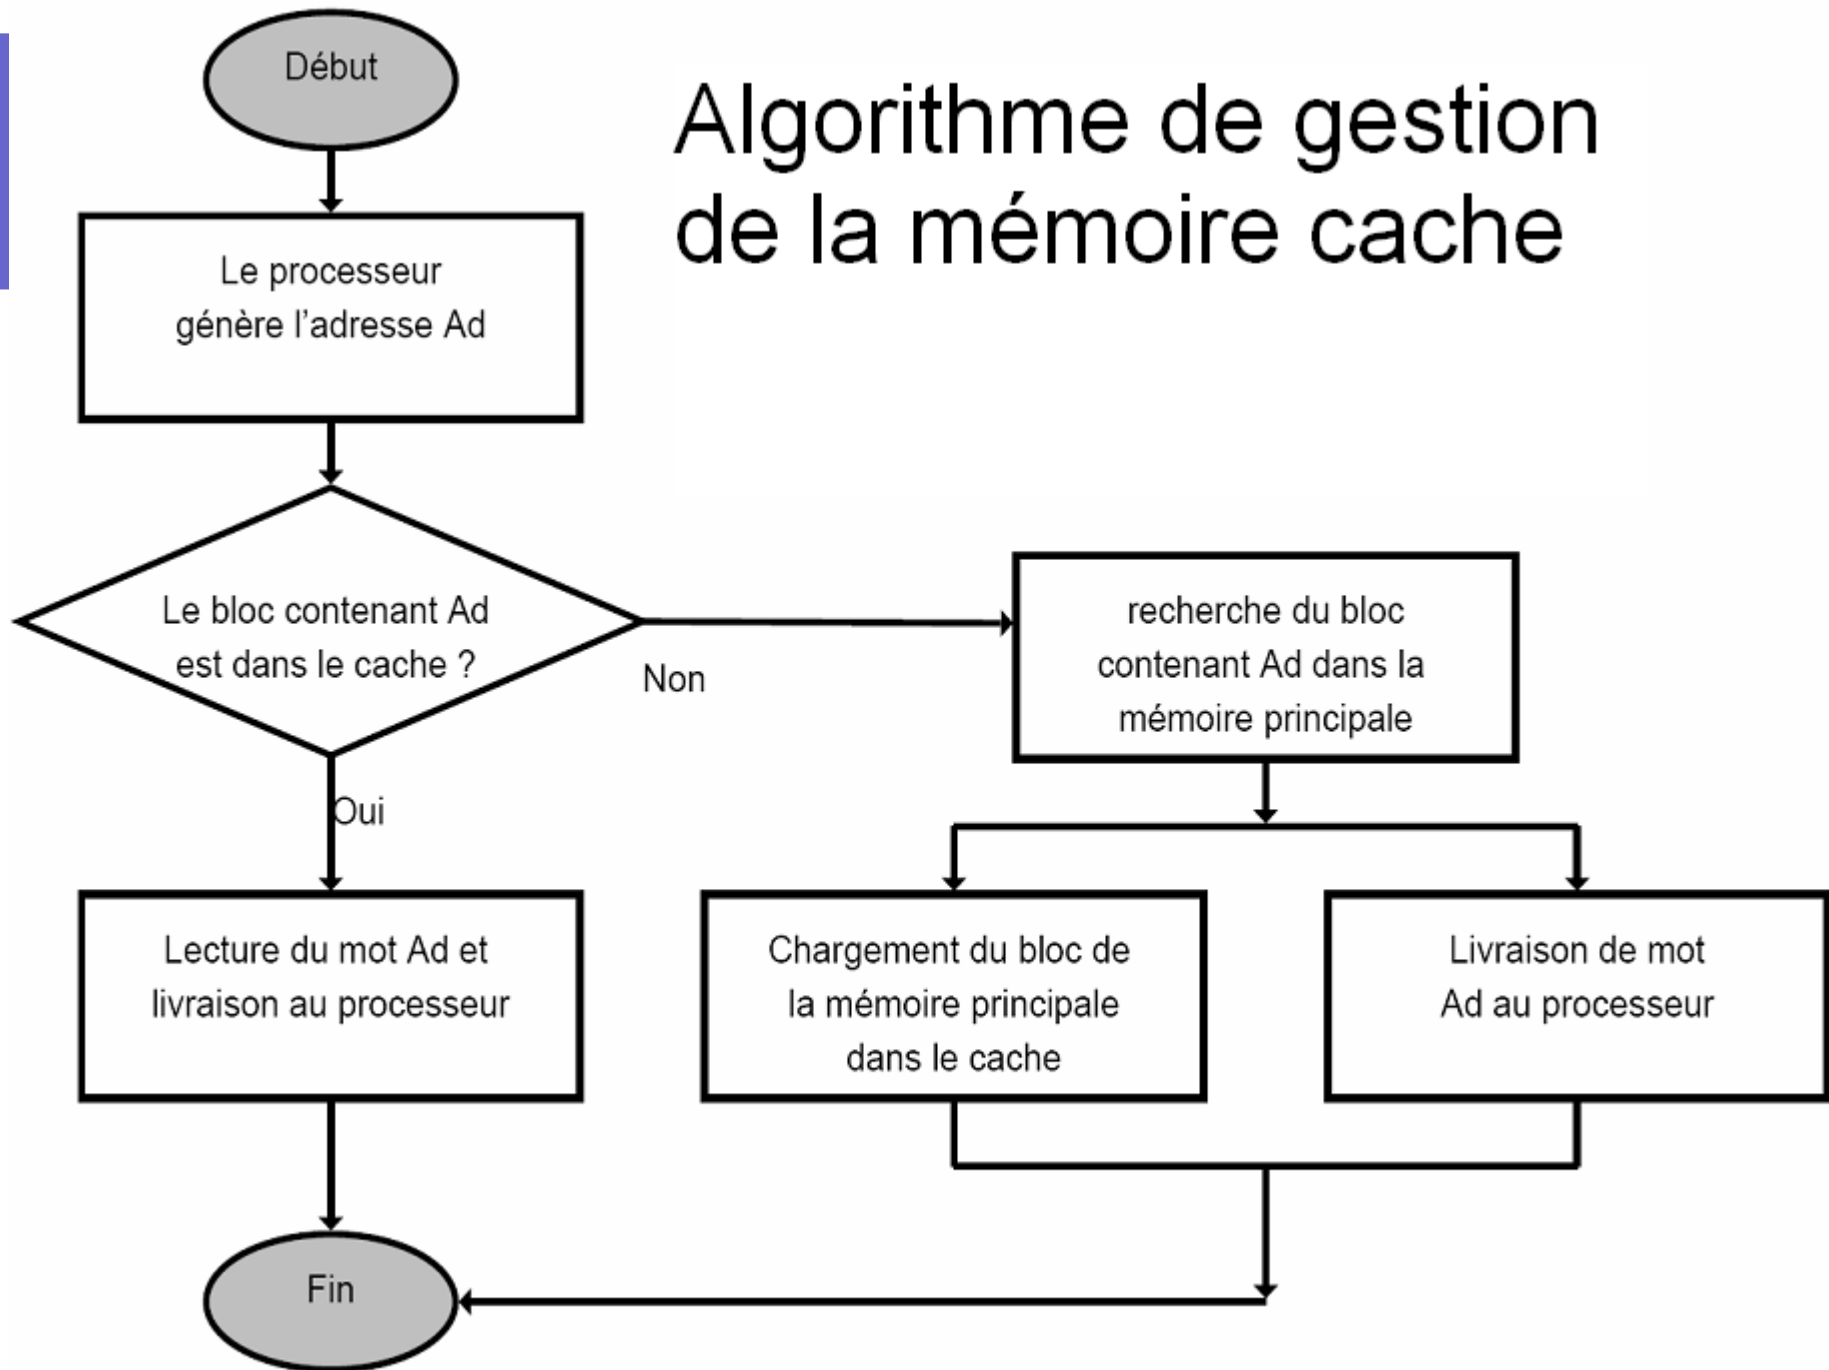 Début
Algorithme de gestion
de la mémoire cache
Le processeur
génère l'adresse Ad
Le bloc contenant Ad
est dans le cache ?
Non
recherche du bloc
contenant Ad dans la
mémoire principale
Oui
Lecture du mot Ad et
livraison au processeur
Chargement du bloc de
la mémoire principale
dans le cache
Livraison de mot
Ad au processeur
Fin